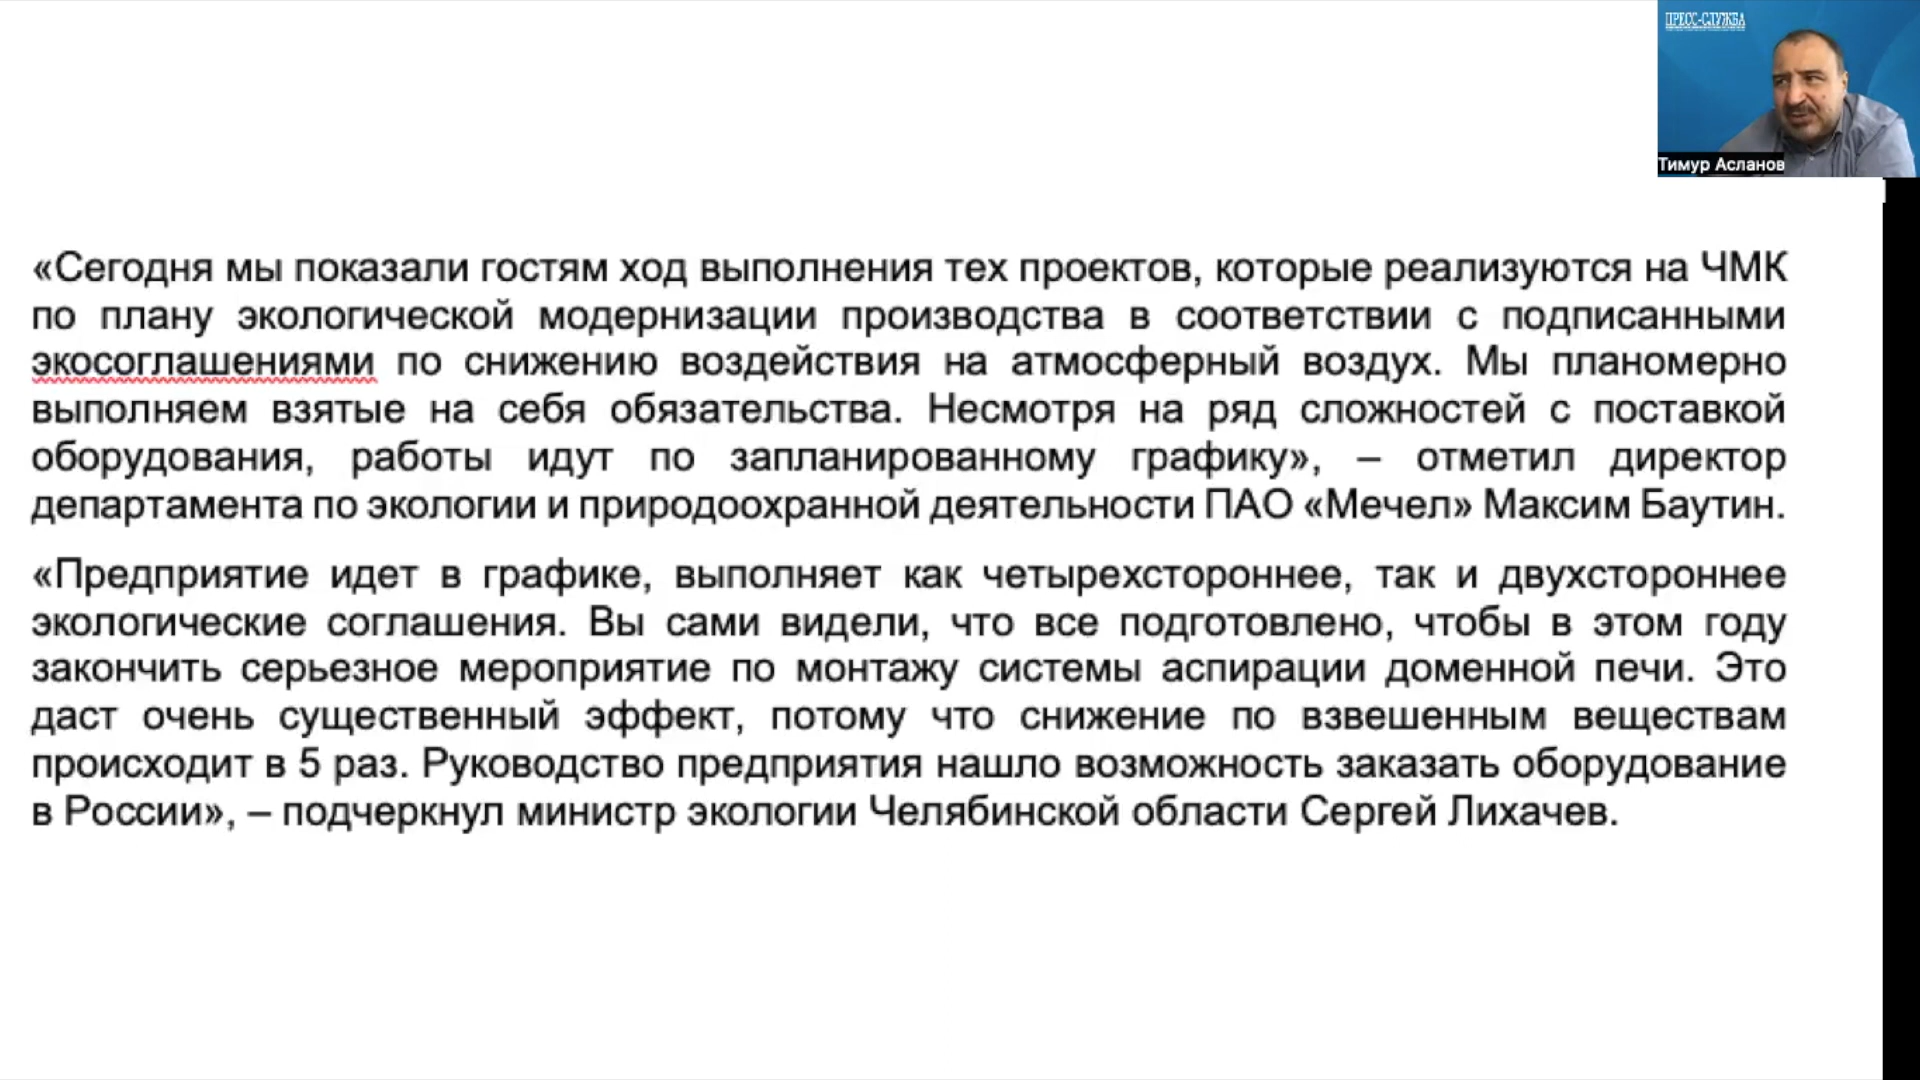 ПРЕСС-СЛУЖБА
Тимур Асланов
«Сегодня мы показали гостям ход выполнения тех проектов, которые реализуются на ЧМК
по плану экологической модернизации производства в соответствии с подписанными
экосоглашениями по снижению воздействия на атмосферный воздух. Мы планомерно
выполняем взятые на себя обязательства. Несмотря на ряд сложностей с поставкой
оборудования, работы идут по запланированному графику», – отметил директор
департамента по экологии и природоохранной деятельности ПАО «Мечел» Максим Баутин.
«Предприятие идет в графике, выполняет как четырехстороннее, так и двухстороннее
экологические соглашения. Вы сами видели, что все подготовлено, чтобы в этом году
закончить серьезное мероприятие по монтажу системы аспирации доменной печи. Это
даст очень существенный эффект, потому что снижение по взвешенным веществам
происходит в 5 раз. Руководство предприятия нашло возможность заказать оборудование
в России», – подчеркнул министр экологии Челябинской области Сергей Лихачев.